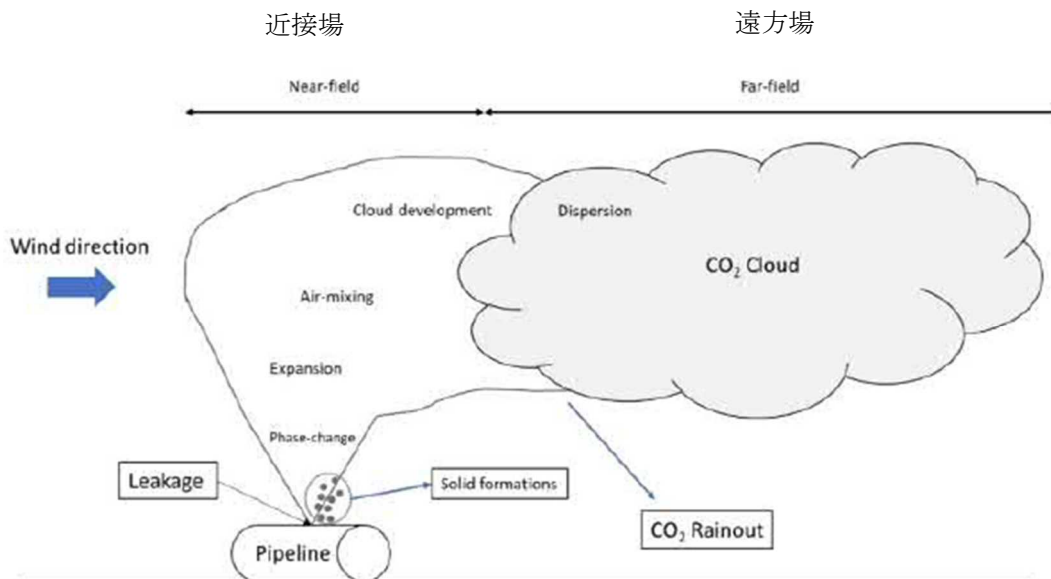 近接場
遠方場
Near-field
Far-field
Cloud development
Dispersion
Wind direction
CO₂ Cloud
Air-mixing
Expansion
Phase-change
Leakage
Solid formations
CO₂ Rainout
Pipeline